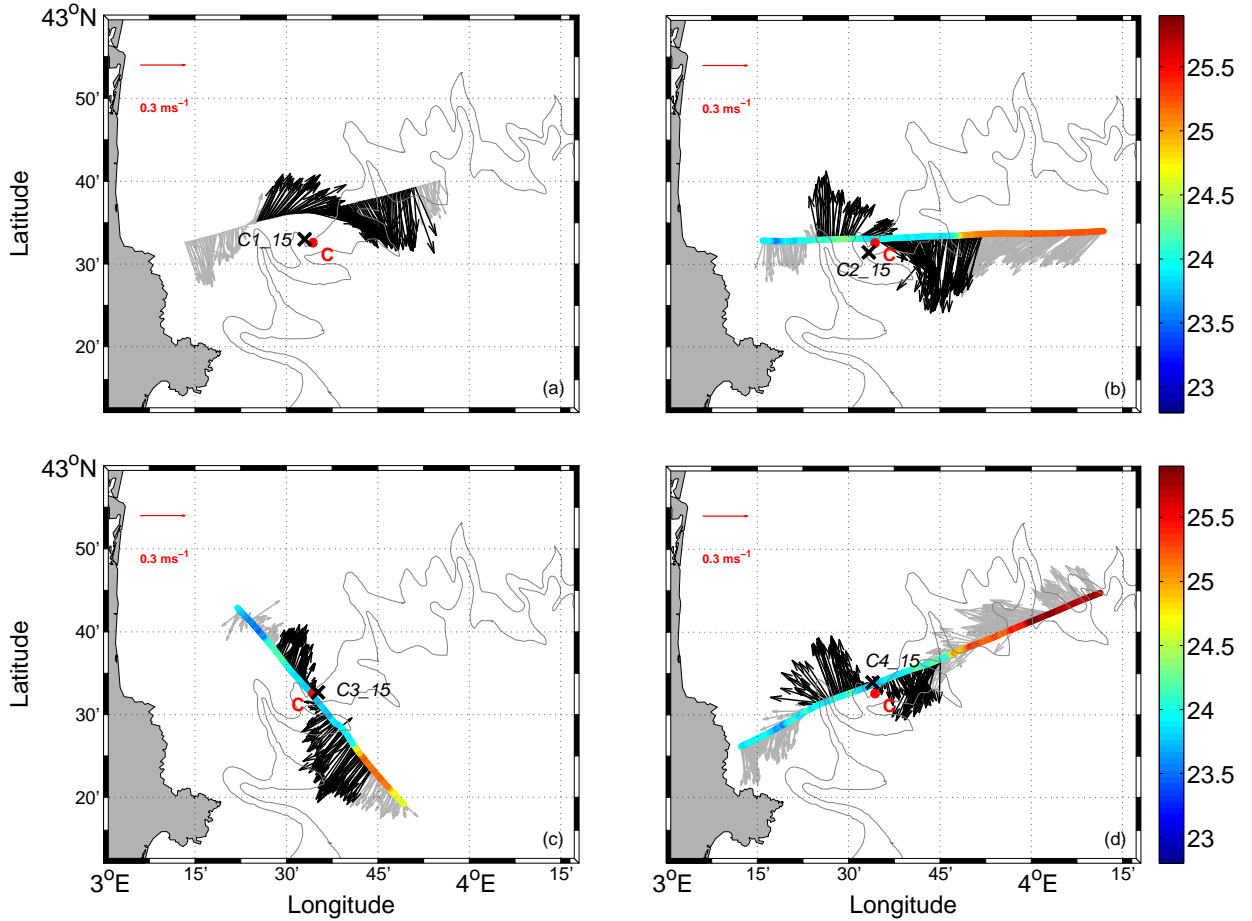 43°N
50'
40'
30'
20'
Latitude
0.3 ms⁻¹
C1_15
C
(a)
0.3 ms⁻¹
C2_15
C
(b)
25.5
25
24.5
24
23.5
23
43°N
50'
40'
30'
20'
Latitude
0.3 ms⁻¹
C3_15
C
(c)
3°E
15'
30'
45'
4°E
15'
Longitude
0.3 ms⁻¹
C4_15
C
(d)
3°E
15'
30'
45'
4°E
15'
Longitude
25.5
25
24.5
24
23.5
23